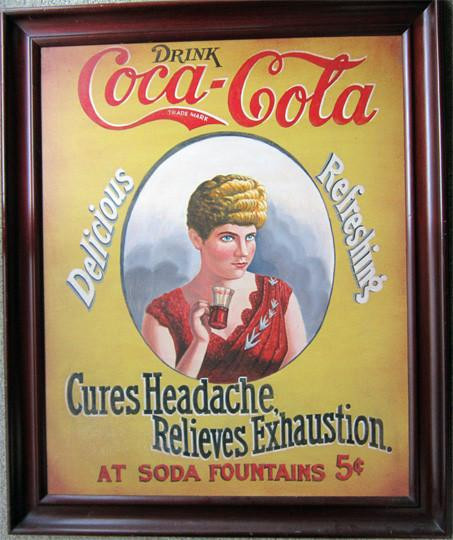 DRINK
Coca-Cola
TRADE MARK
Delicious
Refreshing
Cures Headache,
Relieves Exhaustion.
AT SODA FOUNTAINS 5¢